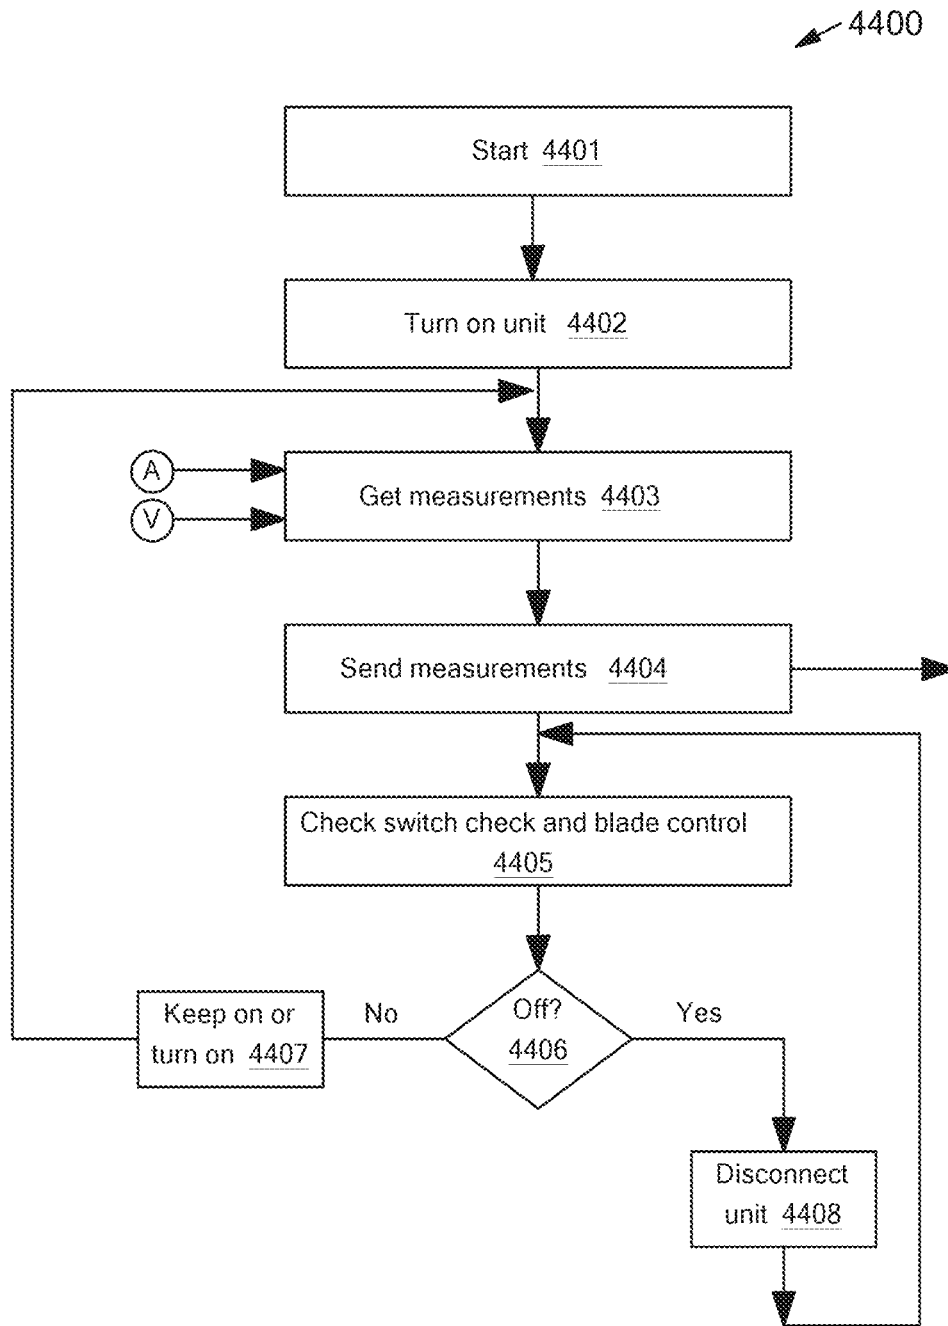 4400
Start 4401
Turn on unit 4402
A
Get measurements 4403
V
Send measurements 4404
Check switch check and blade control
4405
Off?
4406
No
Yes
Keep on or
turn on 4407
Disconnect
unit 4408